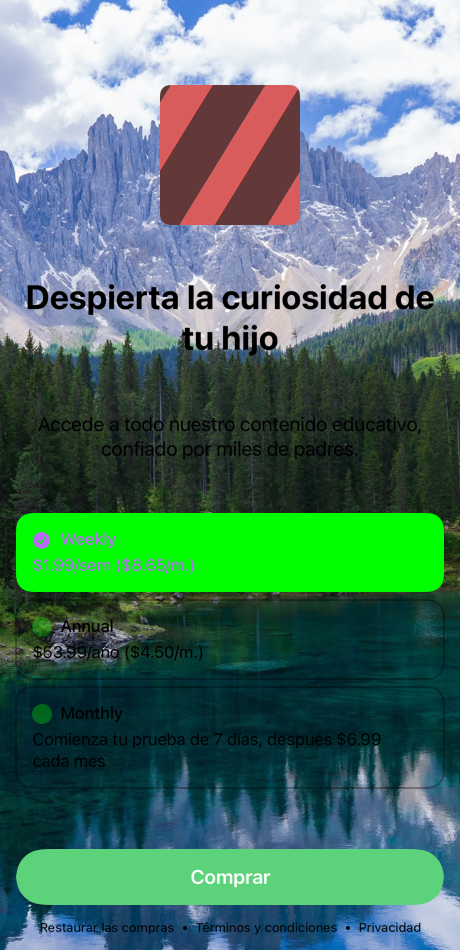 Despierta la curiosidad de
tu hijo
Accede a todo nuestro contenido educativo,
confiado por miles de padres.
Weekly
$1.99/sem ($8.65/m.)
Annual
$53.99/año ($4.50/m.)
Monthly
Comienza tu prueba de 7 días, después $6.99
cada mes
Comprar
Restaurar las compras • Términos y condiciones • Privacidad